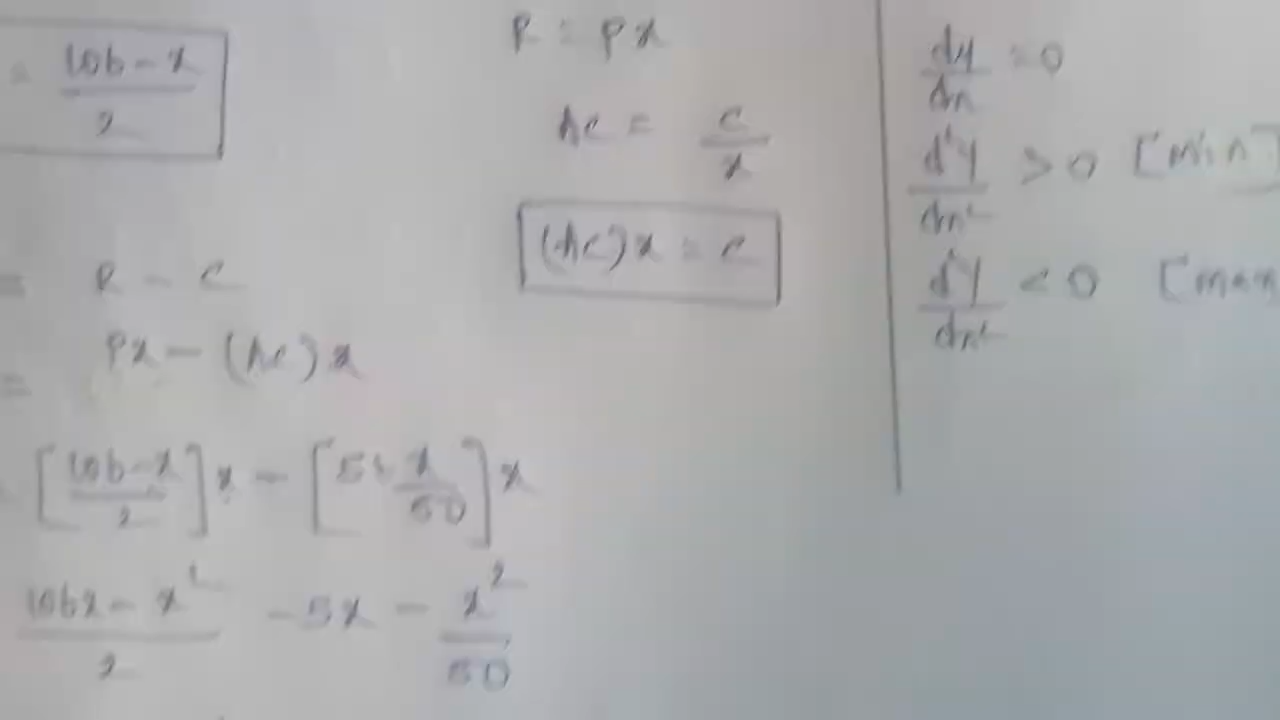 = 106-x / 2
R = Px
Ac = c / x
(Ac)x = c
= R - c
= Px - (Ac)x
[106-x / 2]x - [5+ x / 50]x
106x - x² / 2 - 5x - x² / 50
dy / dx = 0
d²y / dx² > 0 [min]
d²y / dx² < 0 [max